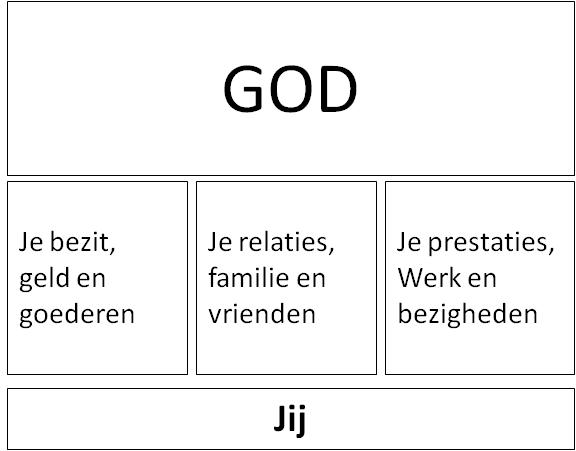 GOD
Je bezit,
geld en
goederen
Je relaties,
familie en
vrienden
Je prestaties,
Werk en
bezigheden
Jij